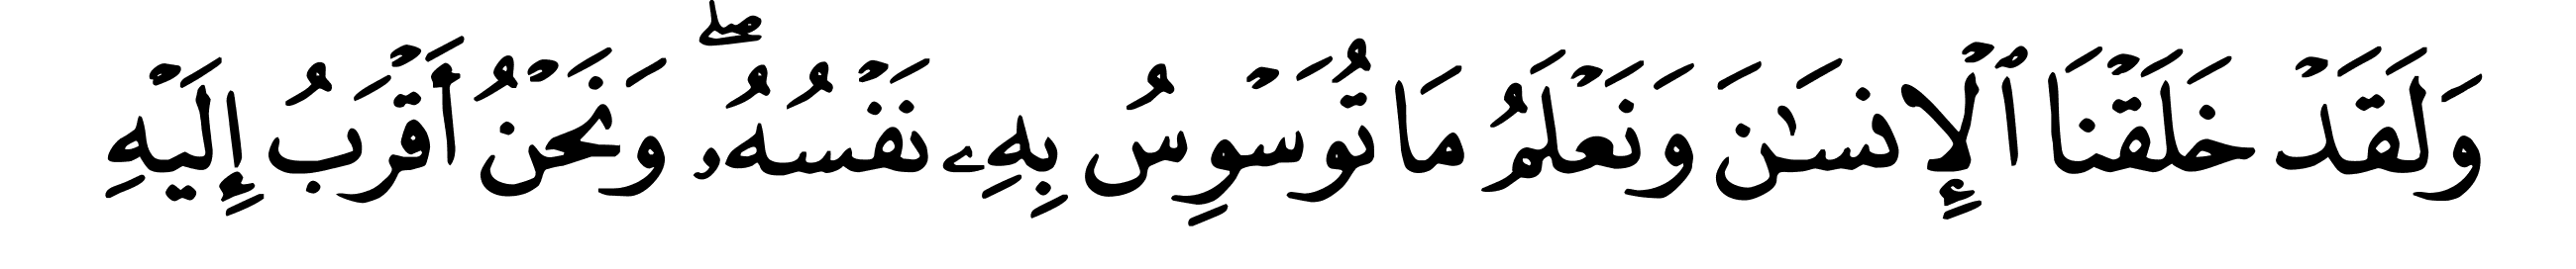 وَلَقَدۡ خَلَقۡنَا ٱلۡإِنسَٰنَ وَنَعۡلَمُ مَا تُوَسۡوِسُ بِهِۦ نَفۡسُهُۥۖ وَنَحۡنُ أَقۡرَبُ إِلَيۡهِ